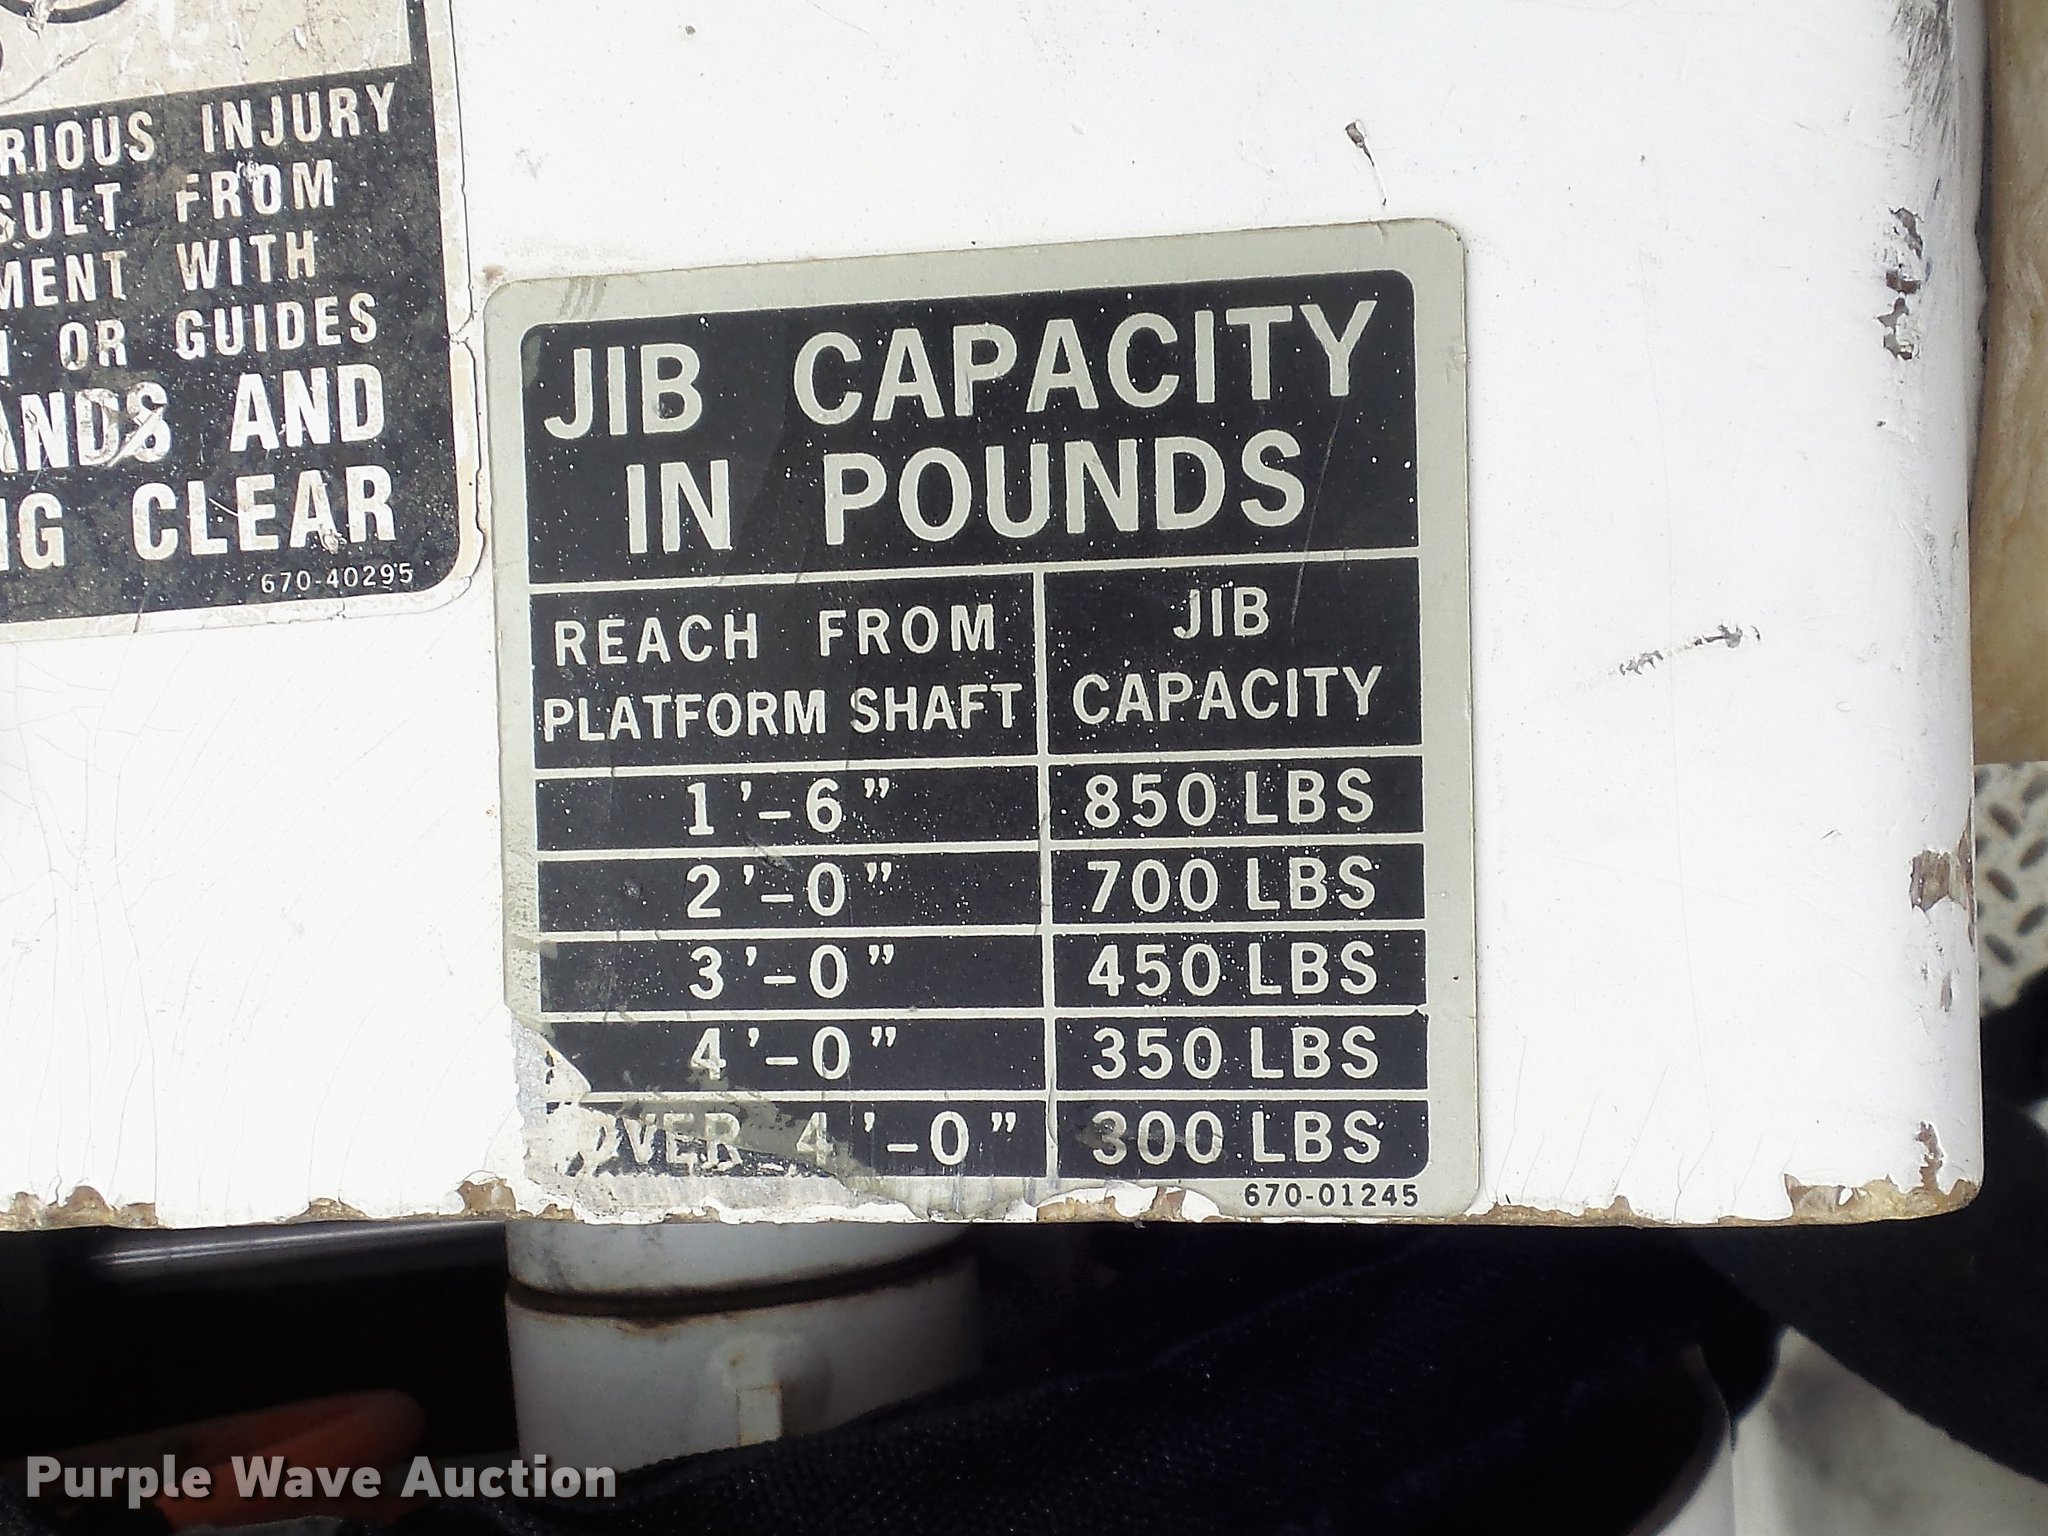 RIOUS INJURY
SULT FROM
MENT WITH
OR GUIDES
ANDS AND
NG CLEAR
670-40295
JIB CAPACITY
IN POUNDS
REACH FROM
PLATFORM SHAFT
JIB
CAPACITY
1'-6" 850 LBS
2'-0" 700 LBS
3'-0" 450 LBS
4'-0" 350 LBS
OVER 4'-0" 300 LBS
670-01245
Purple Wave Auction